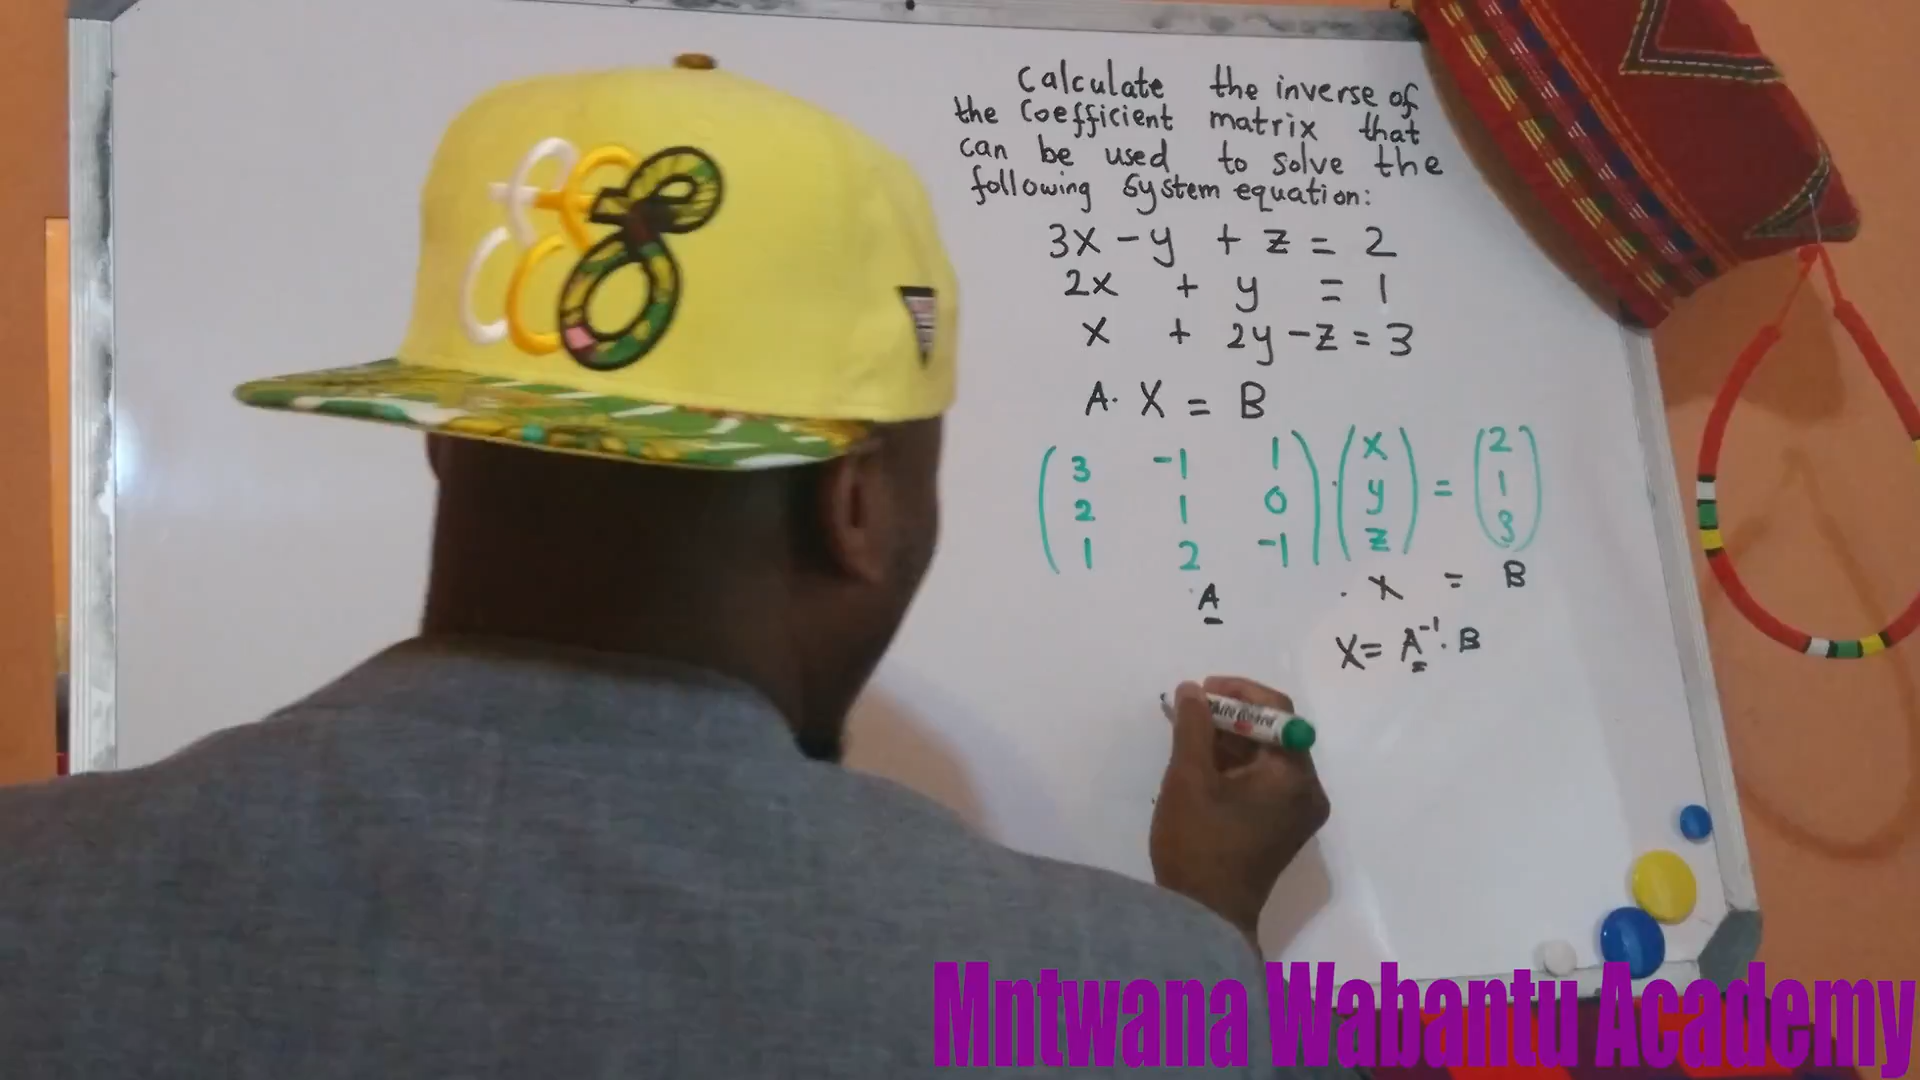 Calculate the inverse of
the Coefficient matrix that
can be used to solve the
following system equation:
3x - y + z = 2
2x + y = 1
x + 2y - z = 3
A. X = B
( 3 -1 1 ) . ( x ) = ( 2 )
2 1 0 y 1
1 2 -1 z 3
A . X = B
X = A⁻¹. B
White Board
Mntwana Wabantu Academy